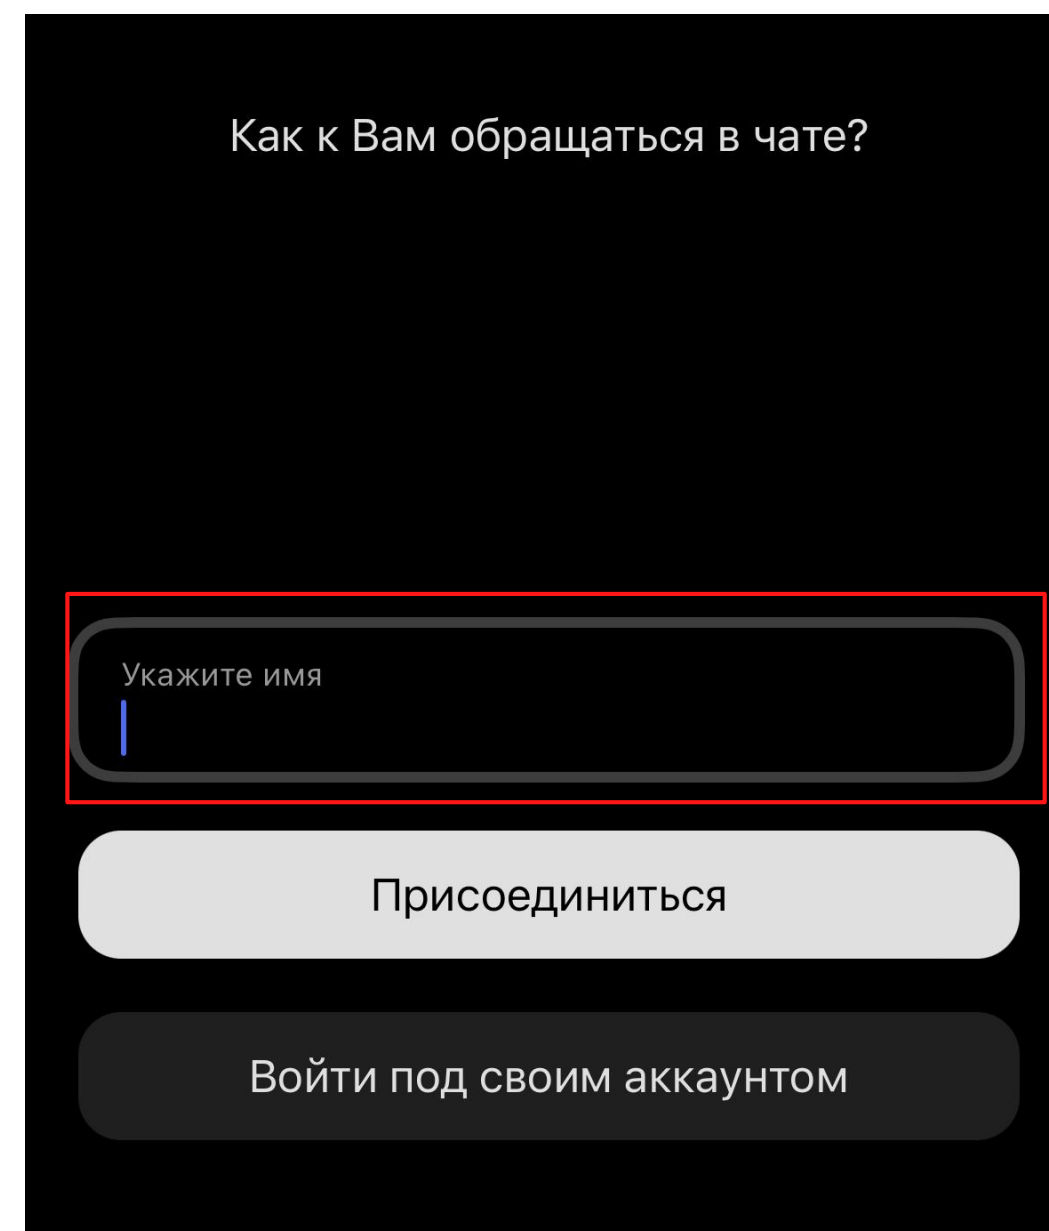 Как к Вам обращаться в чате?
Укажите имя
Присоединиться
Войти под своим аккаунтом